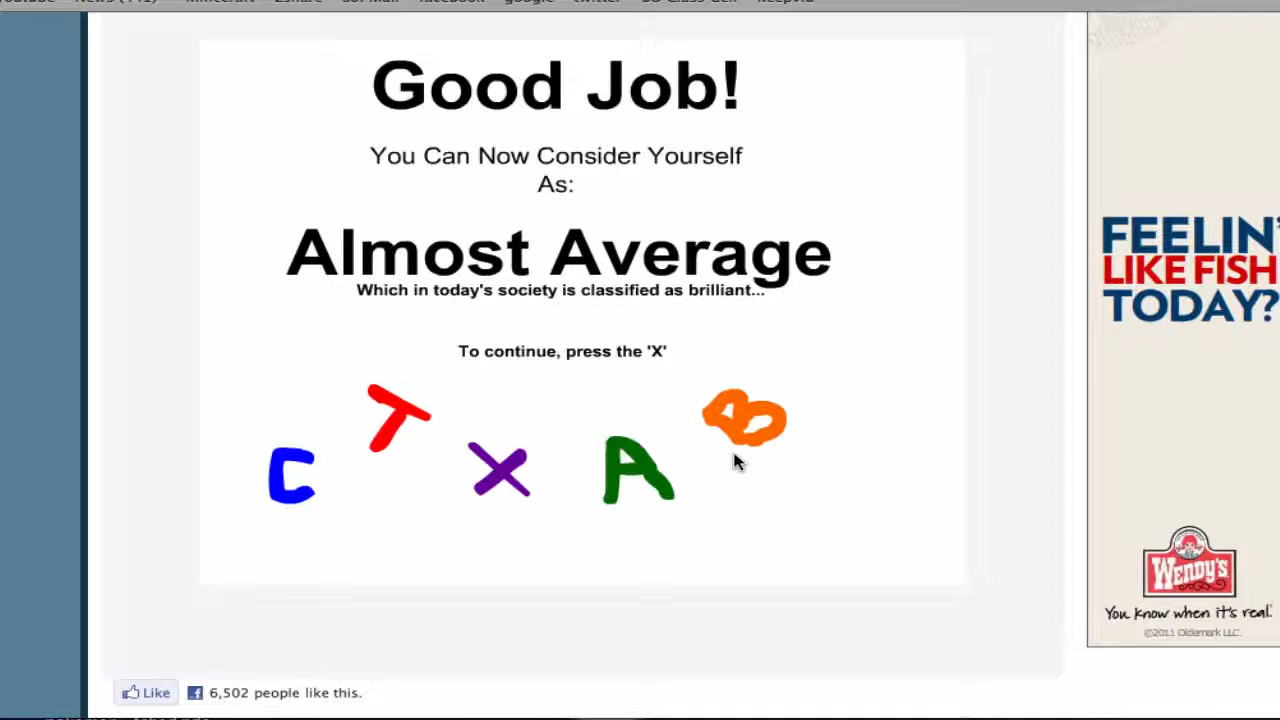 Good Job!
You Can Now Consider Yourself
As:
Almost Average
Which in today's society is classified as brilliant...
To continue, press the 'X'
C T X A B
FEELIN'
LIKE FISH
TODAY?
WENDY'S
You know when it's real.
©2011 Oldemark LLC.
Like
6,502 people like this.